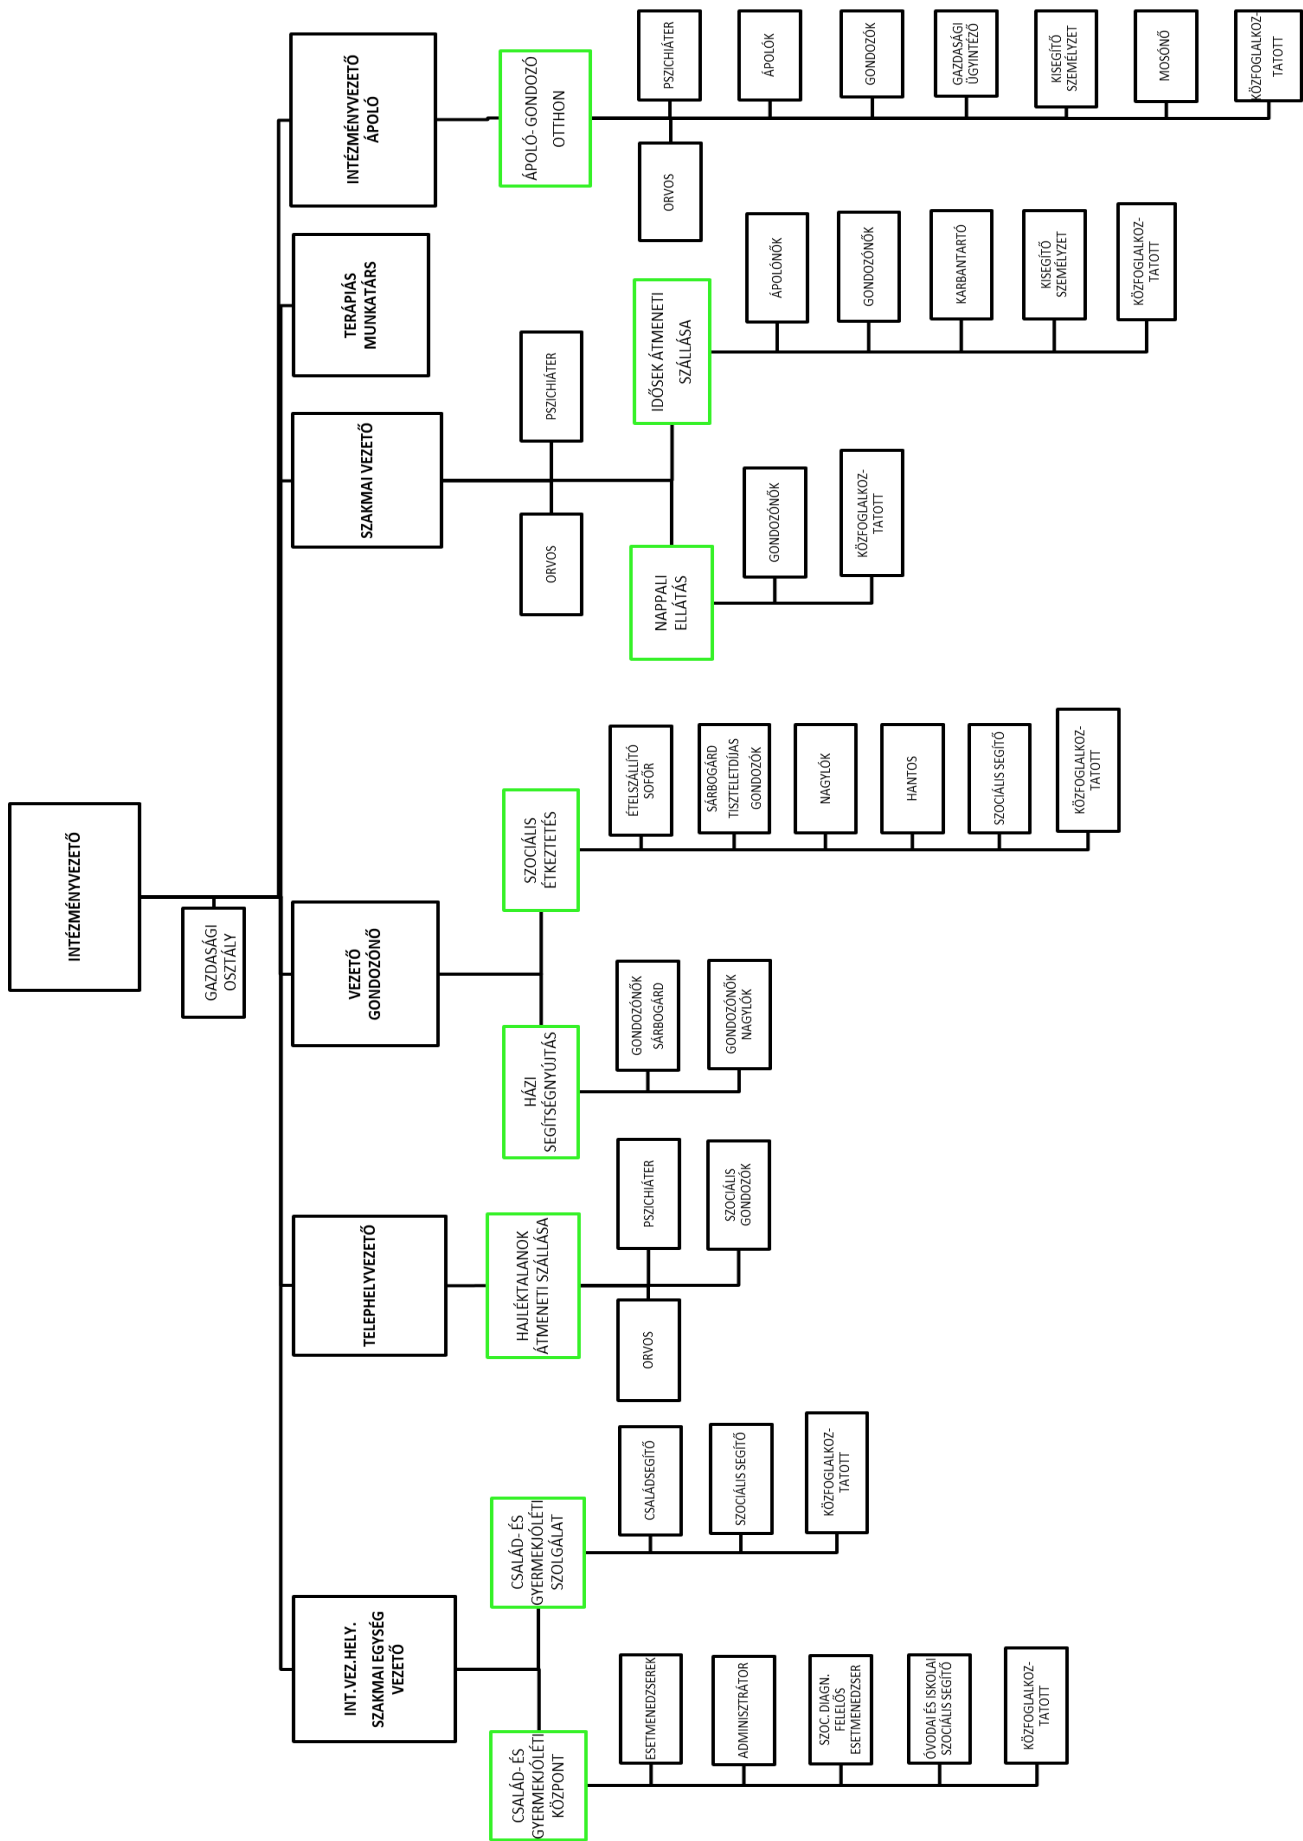 INTÉZMÉNYVEZETŐ
GAZDASÁGI
OSZTÁLY
INT.VEZ.HELY.
SZAKMAI EGYSÉG
VEZETŐ
TELEPHELYVEZETŐ
VEZETŐ
GONDOZÓNŐ
SZAKMAI VEZETŐ
TERÁPIÁS
MUNKATÁRS
INTÉZMÉNYVEZETŐ
ÁPOLÓ
CSALÁD- ÉS
GYERMEKJÓLÉTI
KÖZPONT
ESETMENEDZSEREK
ADMINISZTRÁTOR
SZOC. DIAGN.
FELELŐS
ESETMENEDZSER
ÓVODAI ÉS ISKOLAI
SZOCIÁLIS SEGÍTŐ
KÖZFOGLALKOZ-
TATOTT
CSALÁD- ÉS
GYERMEKJÓLÉTI
SZOLGÁLAT
CSALÁDSEGÍTŐ
SZOCIÁLIS SEGÍTŐ
KÖZFOGLALKOZ-
TATOTT
HAJLÉKTALANOK
ÁTMENETI SZÁLLÁSA
ORVOS
PSZICHIÁTER
SZOCIÁLIS
GONDOZÓK
HÁZI
SEGÍTSÉGNYÚJTÁS
GONDOZÓNŐK
SÁRBOGÁRD
GONDOZÓNŐK
NAGYLÓK
SZOCIÁLIS
ÉTKEZTETÉS
ÉTELSZÁLLÍTÓ
SOFŐR
SÁRBOGÁRD
TISZTELETDÍJAS
GONDOZÓK
NAGYLÓK
HANTOS
SZOCIÁLIS SEGÍTŐ
KÖZFOGLALKOZ-
TATOTT
ORVOS
PSZICHIÁTER
NAPPALI
ELLÁTÁS
GONDOZÓNŐK
KÖZFOGLALKOZ-
TATOTT
IDŐSEK ÁTMENETI
SZÁLLÁSA
ÁPOLÓNŐK
GONDOZÓNŐK
KARBANTARTÓ
KISEGÍTŐ
SZEMÉLYZET
KÖZFOGLALKOZ-
TATOTT
ÁPOLÓ- GONDOZÓ
OTTHON
ORVOS
PSZICHIÁTER
ÁPOLÓK
GONDOZÓK
GAZDASÁGI
ÜGYINTÉZŐ
KISEGÍTŐ
SZEMÉLYZET
MOSÓNŐ
KÖZFOGLALKOZ-
TATOTT